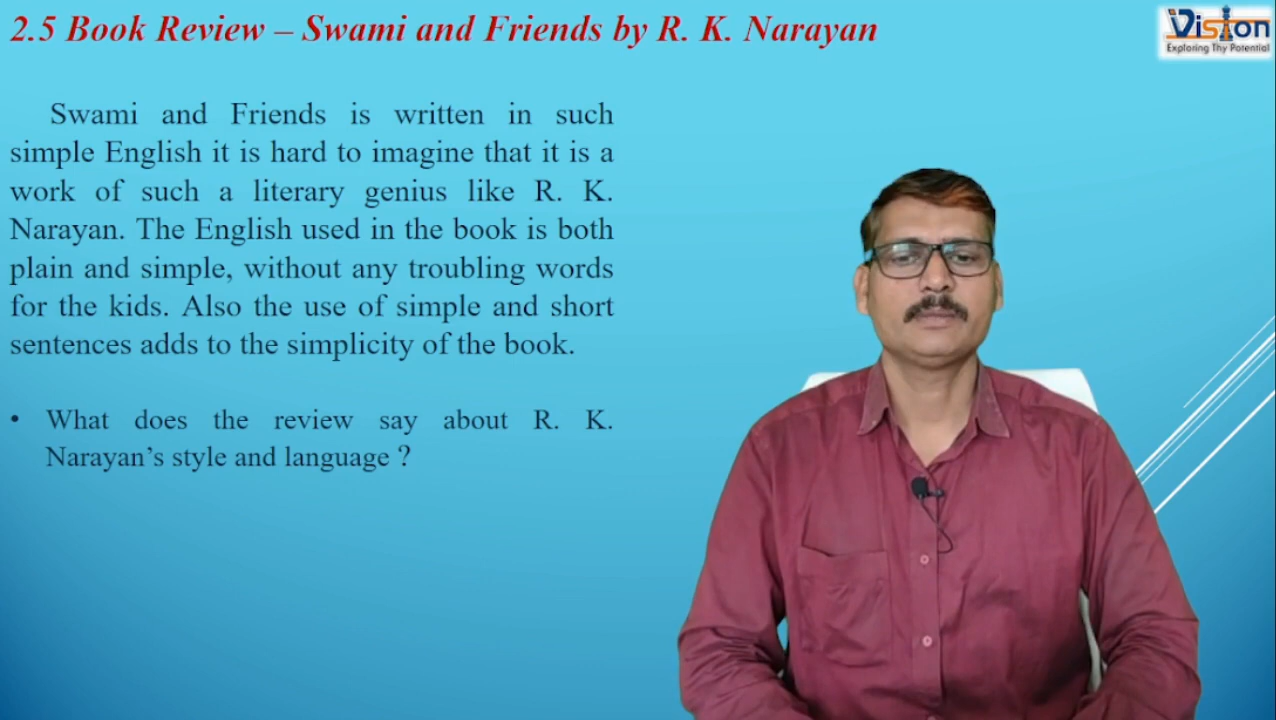 2.5 Book Review – Swami and Friends by R. K. Narayan
Vision
Exploring Thy Potential
Swami and Friends is written in such
simple English it is hard to imagine that it is a
work of such a literary genius like R. K.
Narayan. The English used in the book is both
plain and simple, without any troubling words
for the kids. Also the use of simple and short
sentences adds to the simplicity of the book.
• What does the review say about R. K.
Narayan’s style and language ?